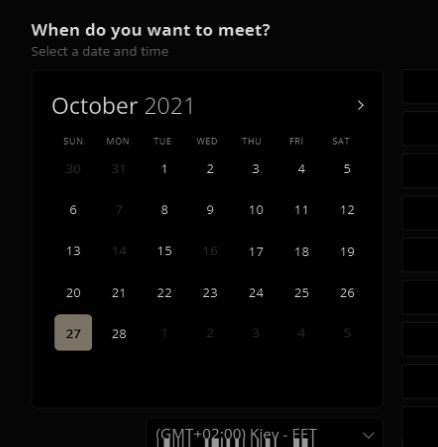 When do you want to meet?
Select a date and time
October 2021
SUN MON TUE WED THU FRI SAT
30 31 1 2 3 4 5
6 7 8 9 10 11 12
13 14 15 16 17 18 19
20 21 22 23 24 25 26
27 28 1 2 3 4 5
(GMT+02:00) Kiev - EET